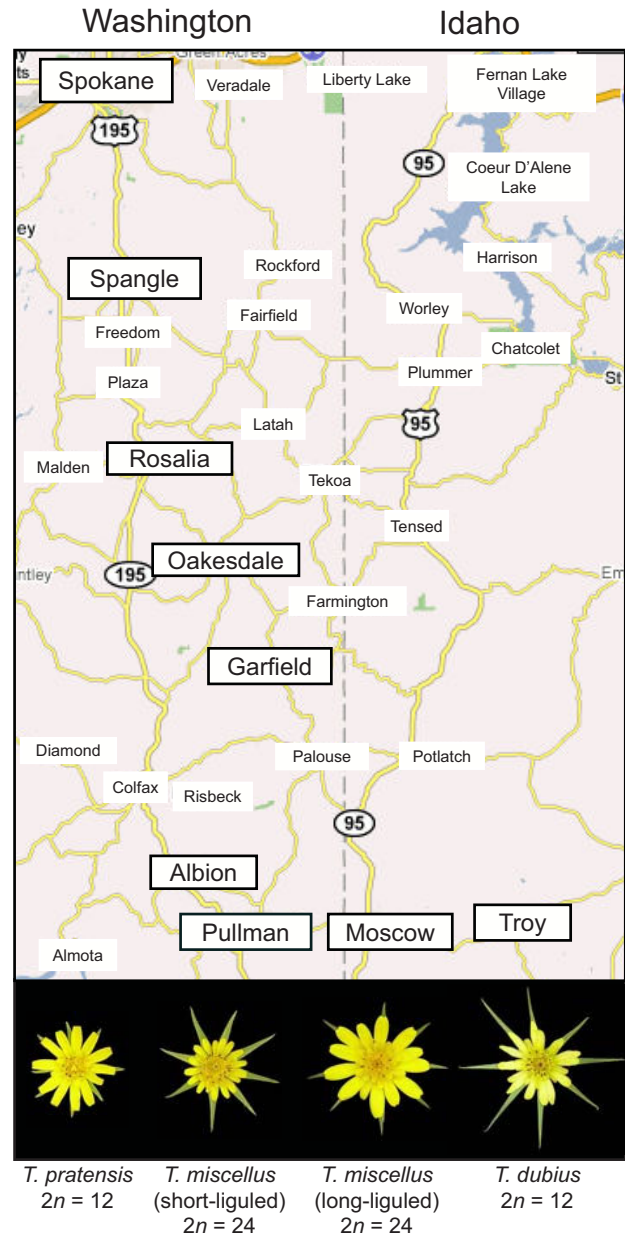 Washington Idaho
Green Acres
ts
Spokane
Veradale
Liberty Lake
Fernan Lake
Village
195
95
Coeur D'Alene
Lake
ey
Rockford
Harrison
Spangle
Worley
Fairfield
Freedom
Chatcolet
Plummer
St
Plaza
Latah
95
Rosalia
Malden
Tekoa
Tensed
Oakesdale
ntley
195
Em
Farmington
Garfield
Diamond
Palouse
Potlatch
Colfax
Risbeck
95
Albion
Troy
Pullman
Moscow
Almota
T. pratensis
2n = 12
T. miscellus
(short-liguled)
2n = 24
T. miscellus
(long-liguled)
2n = 24
T. dubius
2n = 12